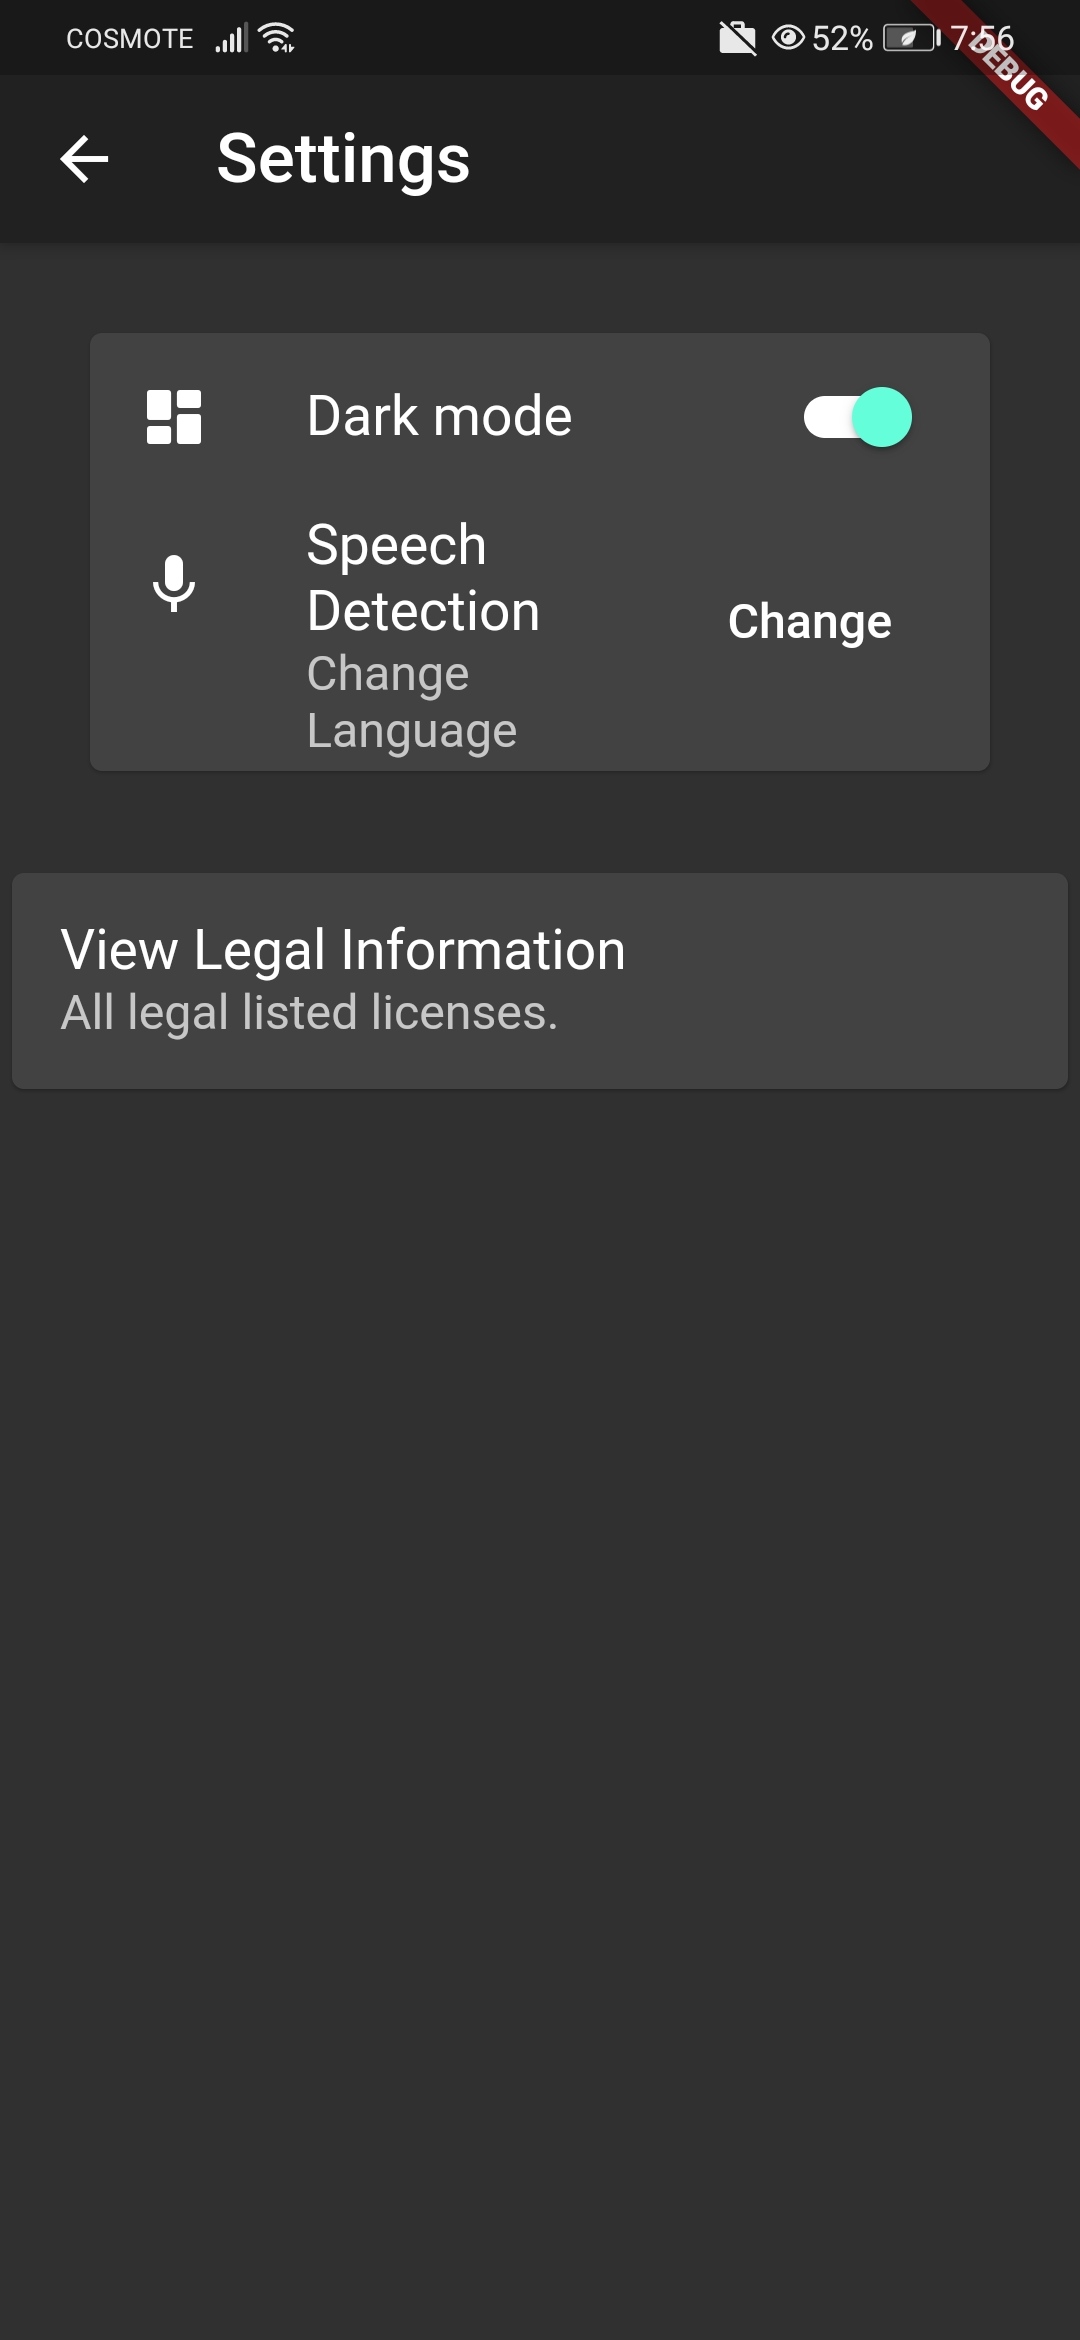 COSMOTE 52% 7:56
DEBUG
Settings
Dark mode
Speech
Detection
Change
Language
Change
View Legal Information
All legal listed licenses.